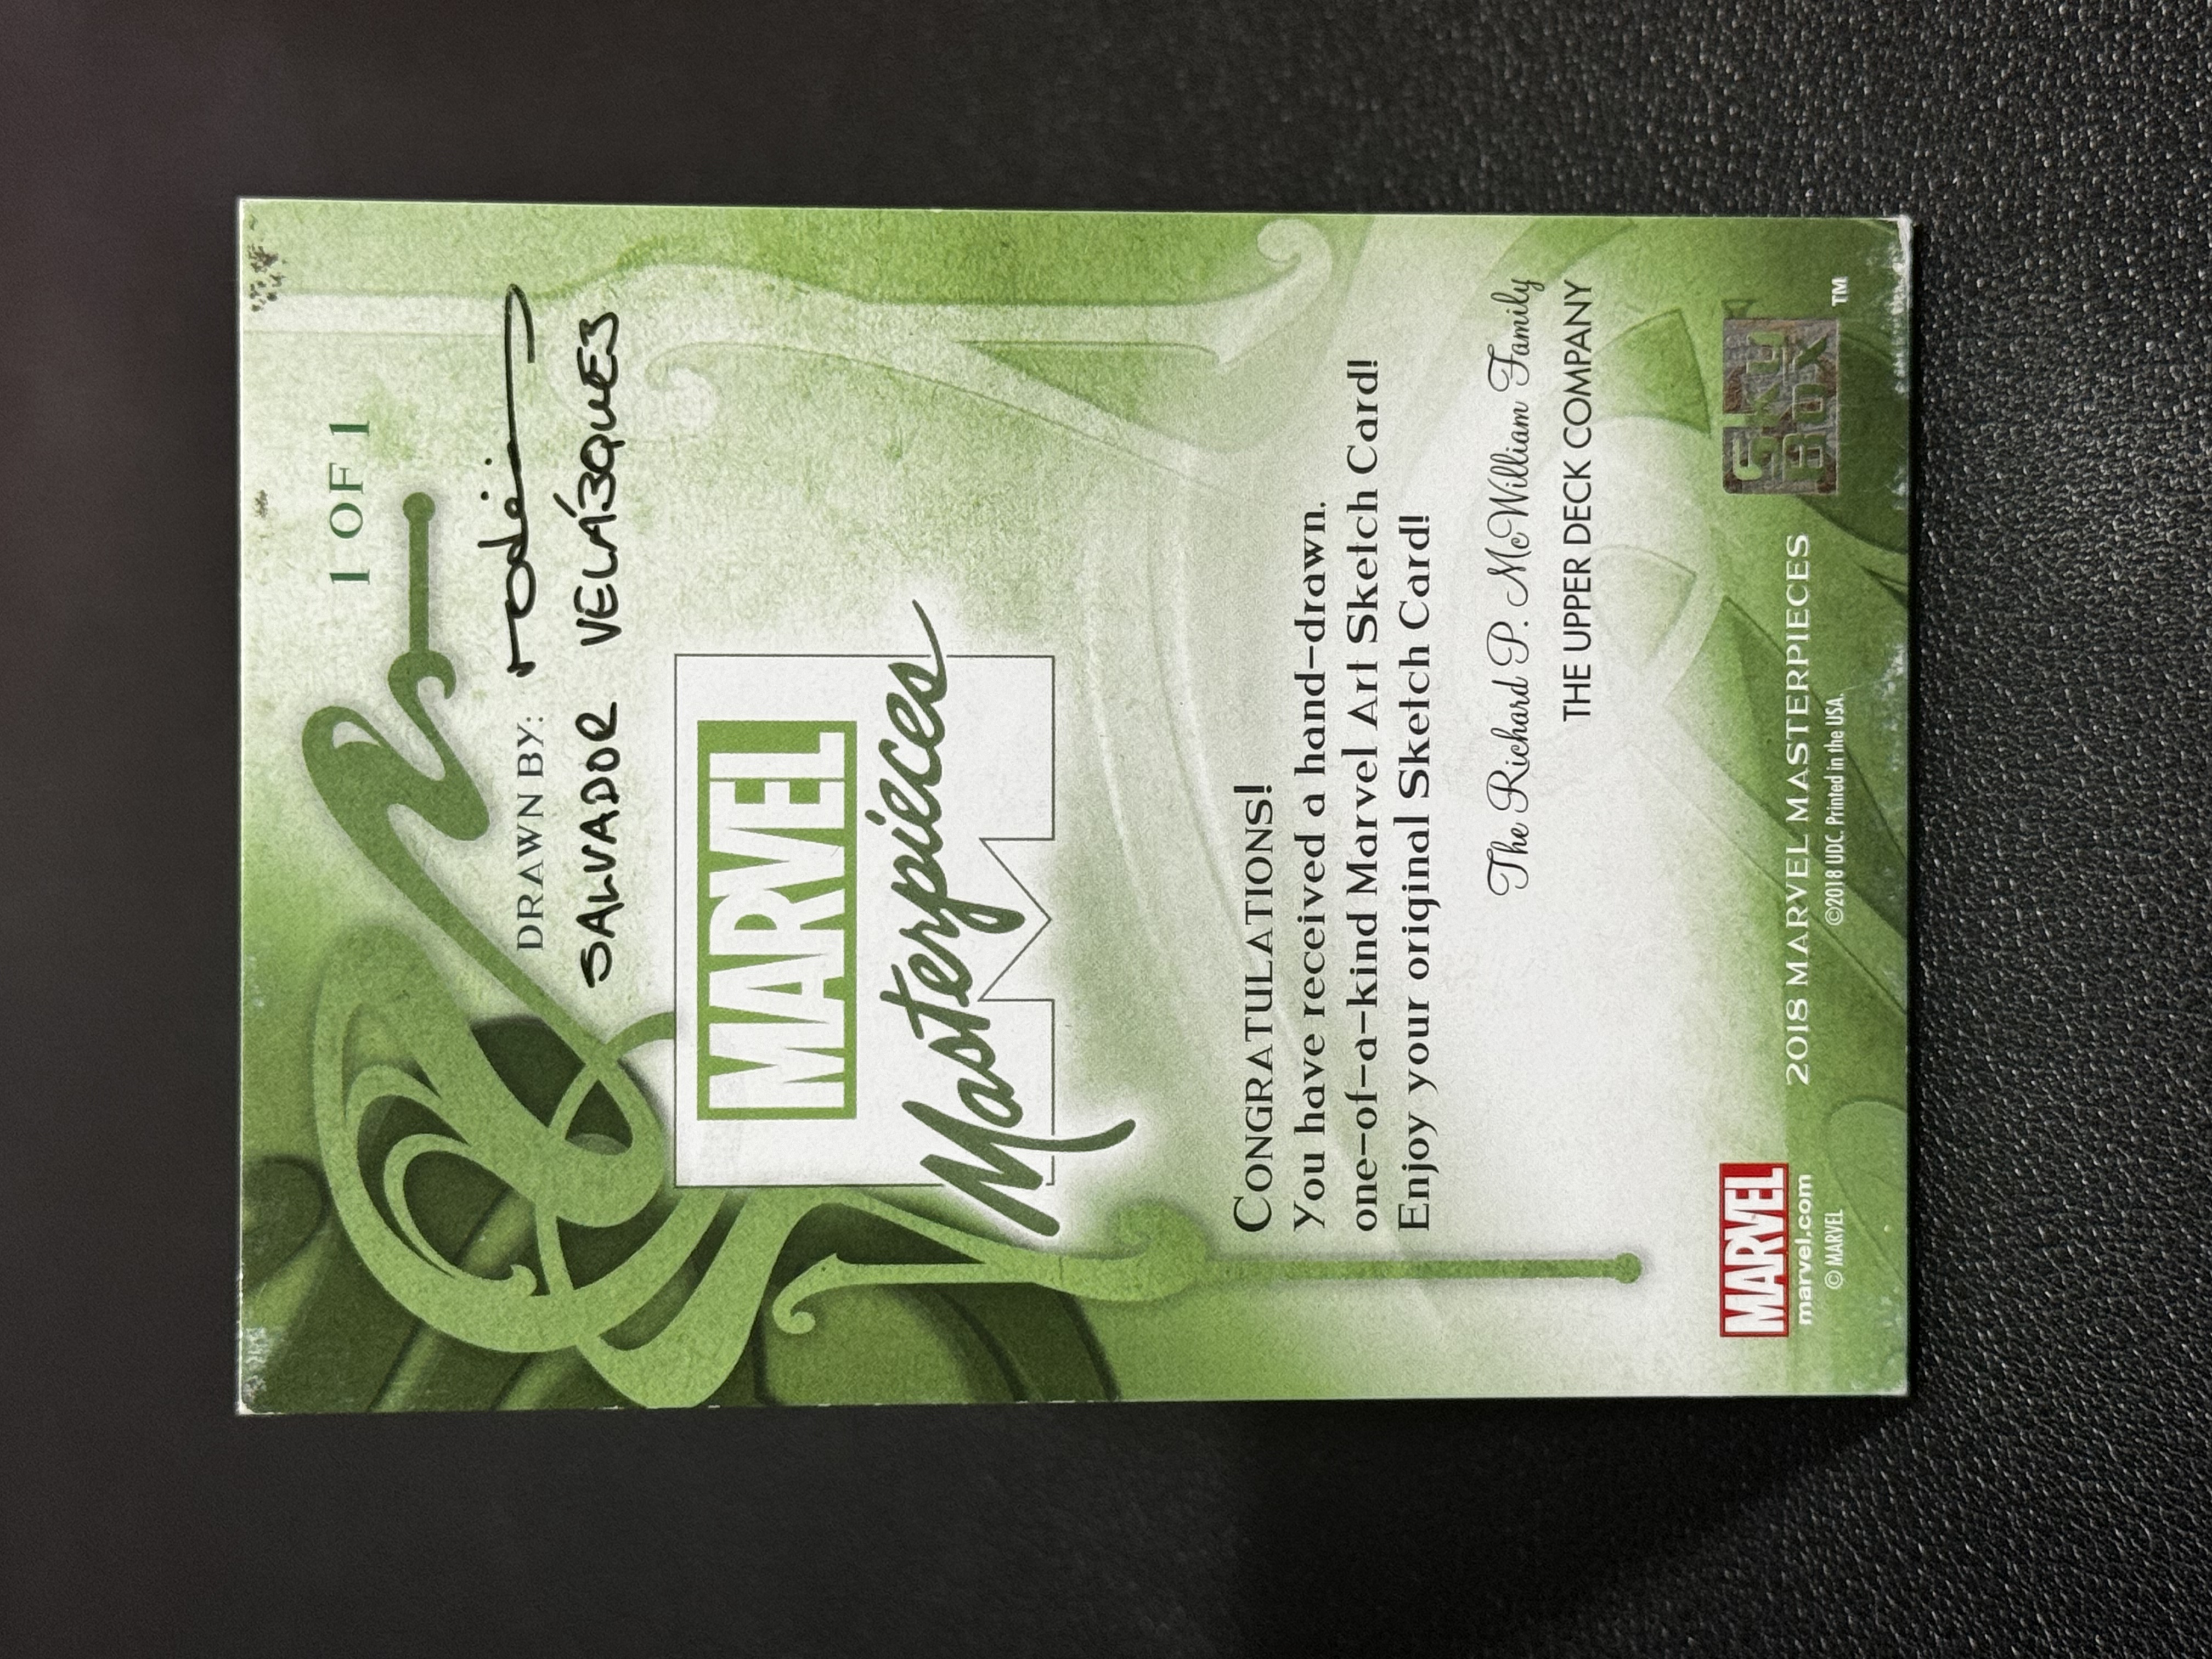 1 OF 1
DRAWN BY:
SALVADOR VELÁZQUEZ
MARVEL
Masterpieces
CONGRATULATIONS!
You have received a hand-drawn,
one-of-a-kind Marvel Art Sketch Card!
Enjoy your original Sketch Card!
The Richard P. McWilliam Family
THE UPPER DECK COMPANY
MARVEL
marvel.com
© MARVEL
2018 MARVEL MASTERPIECES
©2018 UDC. Printed in the USA.
SKY
BOX
TM